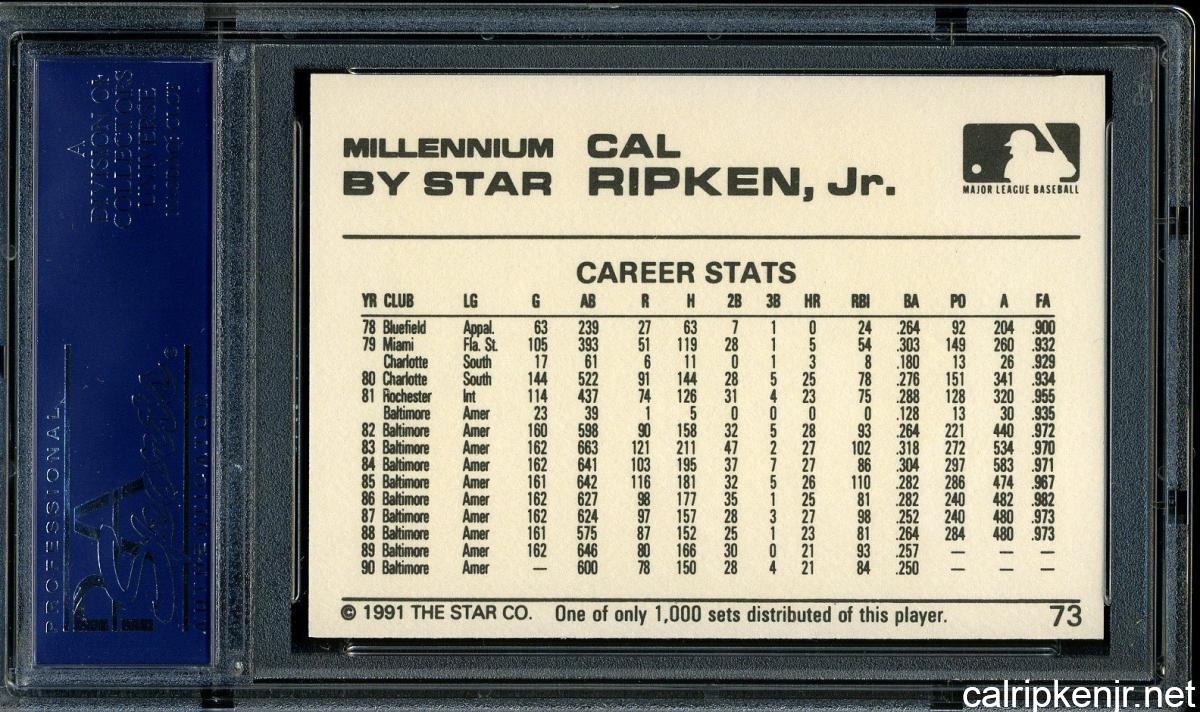 A
DIVISION OF
COLLECTORS
UNIVERSE
NASDAQ: CLCT
PROFESSIONAL
PSA
AUTHENTICATOR
MILLENNIUM
BY STAR
CAL
RIPKEN, Jr.
MAJOR LEAGUE BASEBALL
CAREER STATS
YR CLUB LG G AB R H 2B 3B HR RBI BA PO A FA
78 Bluefield Appal. 63 239 27 63 7 1 0 24 .264 92 204 .900
79 Miami Fla. St. 105 393 51 119 28 1 5 54 .303 149 260 .932
Charlotte South 17 61 6 11 0 1 3 8 .180 13 26 .929
80 Charlotte South 144 522 91 144 28 5 25 78 .276 151 341 .934
81 Rochester Int 114 437 74 126 31 4 23 75 .288 128 320 .955
Baltimore Amer 23 39 1 5 0 0 0 0 .128 13 30 .935
82 Baltimore Amer 160 598 90 158 32 5 28 93 .264 221 440 .972
83 Baltimore Amer 162 663 121 211 47 2 27 102 .318 272 534 .970
84 Baltimore Amer 162 641 103 195 37 7 27 86 .304 297 583 .971
85 Baltimore Amer 161 642 116 181 32 5 26 110 .282 286 474 .967
86 Baltimore Amer 162 627 98 177 35 1 25 81 .282 240 482 .982
87 Baltimore Amer 162 624 97 157 28 3 27 98 .252 240 480 .973
88 Baltimore Amer 161 575 87 152 25 1 23 81 .264 284 480 .973
89 Baltimore Amer 162 646 80 166 30 0 21 93 .257 — — —
90 Baltimore Amer — 600 78 150 28 4 21 84 .250 — — —
© 1991 THE STAR CO. One of only 1,000 sets distributed of this player. 73
calripkenjr.net